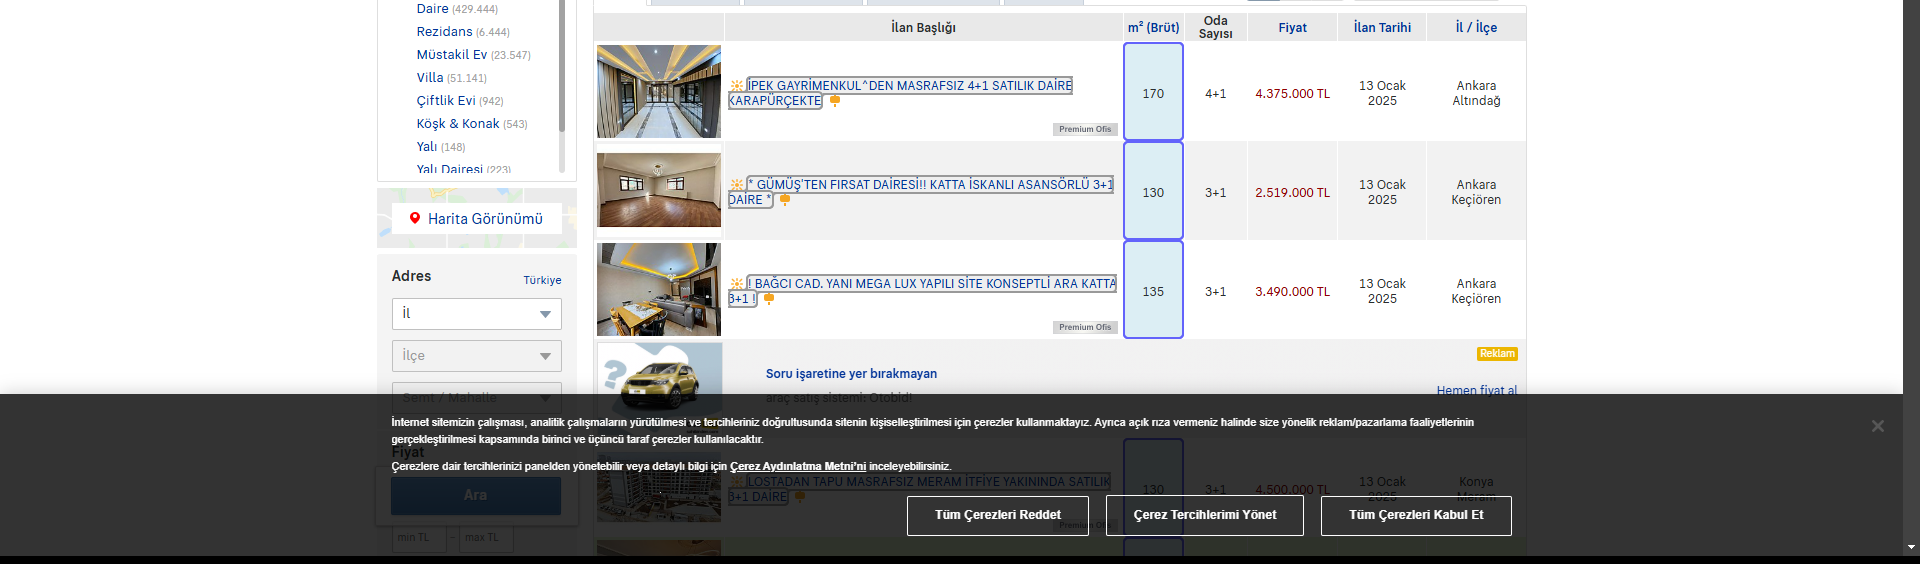 Daire (429.444)
Rezidans (6.444)
Müstakil Ev (23.547)
Villa (51.141)
Çiftlik Evi (942)
Köşk & Konak (543)
Yalı (148)
Yalı Dairesi (223)
Harita Görünümü
Adres
Türkiye
İl
İlçe
Semt / Mahalle
Fiyat
Ara
min TL – max TL
İlan Başlığı
m² (Brüt)
Oda
Sayısı
Fiyat
İlan Tarihi
İl / İlçe
İPEK GAYRİMENKUL^DEN MASRAFSIZ 4+1 SATILIK DAİRE
KARAPÜRÇEKTE
Premium Ofis
170
4+1
4.375.000 TL
13 Ocak
2025
Ankara
Altındağ
* GÜMÜŞ'TEN FIRSAT DAİRESİ!! KATTA İSKANLI ASANSÖRLÜ 3+1
DAİRE *
130
3+1
2.519.000 TL
13 Ocak
2025
Ankara
Keçiören
! BAĞCI CAD. YANI MEGA LUX YAPILI SİTE KONSEPTLİ ARA KATTA
3+1 !
Premium Ofis
135
3+1
3.490.000 TL
13 Ocak
2025
Ankara
Keçiören
Soru işaretine yer bırakmayan
araç satış sistemi: Otobid!
Reklam
Hemen fiyat al
LOSTADAN TAPU MASRAFSIZ MERAM İTFİYE YAKININDA SATILIK
3+1 DAİRE
Premium Ofis
130
3+1
4.500.000 TL
13 Ocak
2025
Konya
Meram
İnternet sitemizin çalışması, analitik çalışmaların yürütülmesi ve tercihleriniz doğrultusunda sitenin kişiselleştirilmesi için çerezler kullanmaktayız. Ayrıca açık rıza vermeniz halinde size yönelik reklam/pazarlama faaliyetlerinin
gerçekleştirilmesi kapsamında birinci ve üçüncü taraf çerezler kullanılacaktır.
Çerezlere dair tercihlerinizi panelden yönetebilir veya detaylı bilgi için Çerez Aydınlatma Metni'ni inceleyebilirsiniz.
Tüm Çerezleri Reddet
Çerez Tercihlerimi Yönet
Tüm Çerezleri Kabul Et